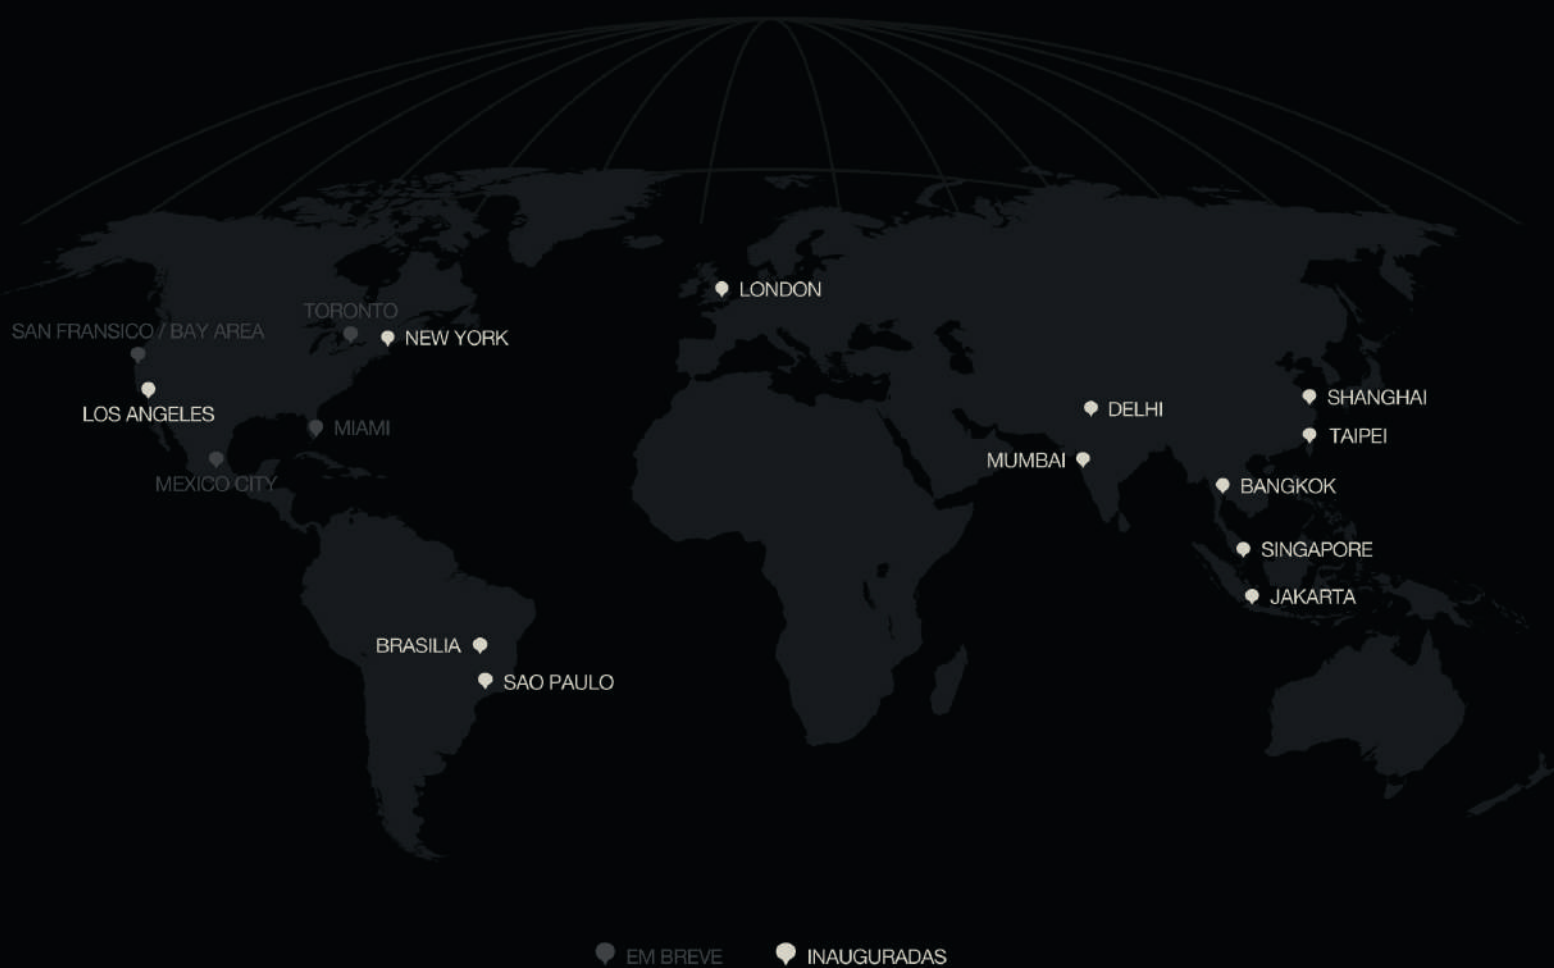 LONDON
TORONTO
SAN FRANSICO / BAY AREA
NEW YORK
SHANGHAI
DELHI
LOS ANGELES
MIAMI
TAIPEI
MUMBAI
MEXICO CITY
BANGKOK
SINGAPORE
JAKARTA
BRASILIA
SAO PAULO
EM BREVE
INAUGURADAS